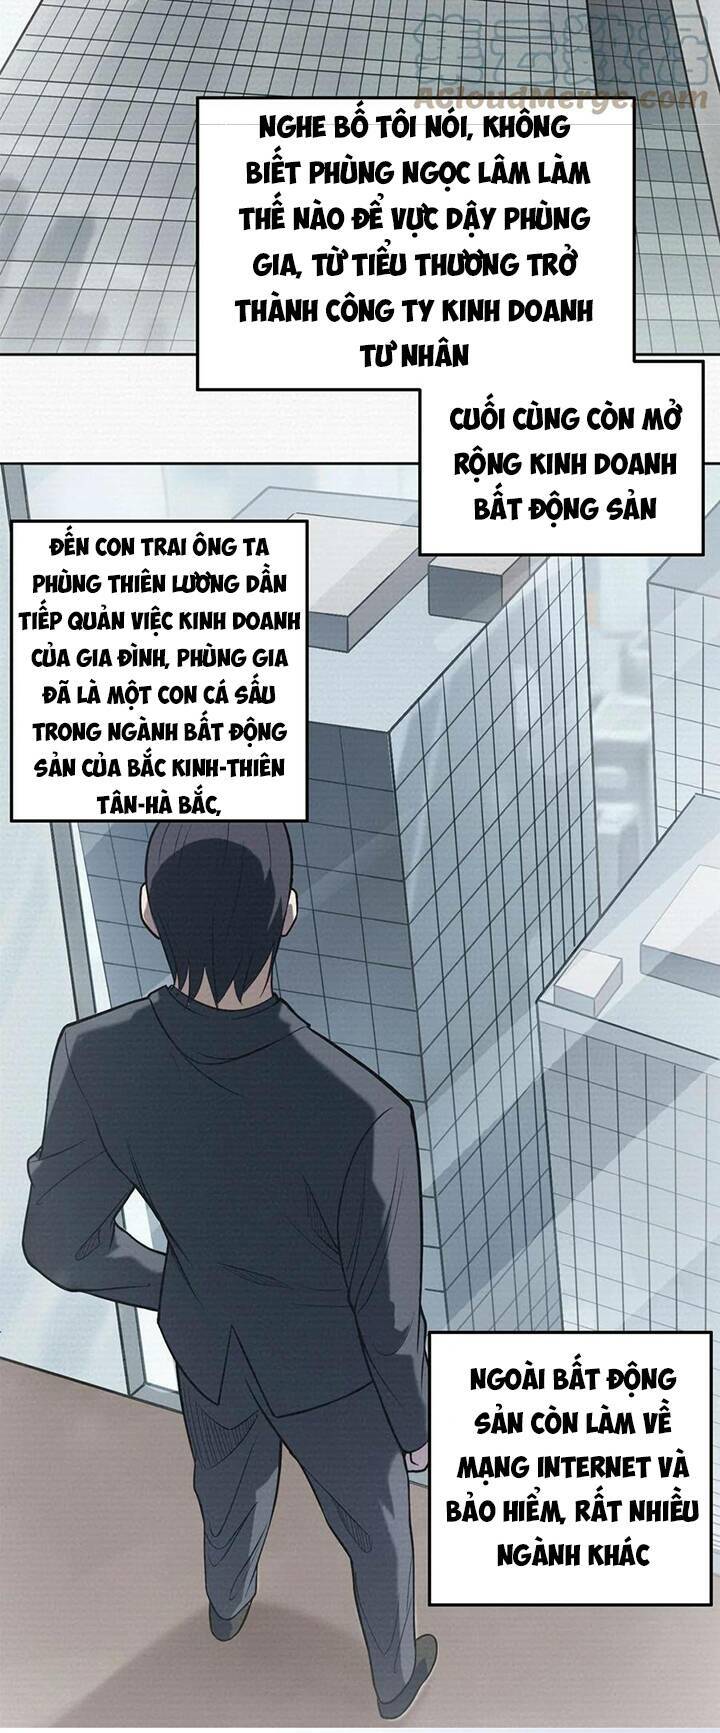 ACloudMerge.com
NGHE BỐ TÔI NÓI, KHÔNG
BIẾT PHÙNG NGỌC LÂM LÀM
THẾ NÀO ĐỂ VỰC DẬY PHÙNG
GIA, TỪ TIỂU THƯƠNG TRỞ
THÀNH CÔNG TY KINH DOANH
TƯ NHÂN
CUỐI CÙNG CÒN MỞ
RỘNG KINH DOANH
BẤT ĐỘNG SẢN
ĐẾN CON TRAI ÔNG TA
PHÙNG THIÊN LƯƠNG DẦN
TIẾP QUẢN VIỆC KINH DOANH
CỦA GIA ĐÌNH, PHÙNG GIA
ĐÃ LÀ MỘT CON CÁ SẤU
TRONG NGÀNH BẤT ĐỘNG
SẢN CỦA BẮC KINH-THIÊN
TÂN-HÀ BẮC,
NGOÀI BẤT ĐỘNG
SẢN CÒN LÀM VỀ
MẠNG INTERNET VÀ
BẢO HIỂM, RẤT NHIỀU
NGÀNH KHÁC